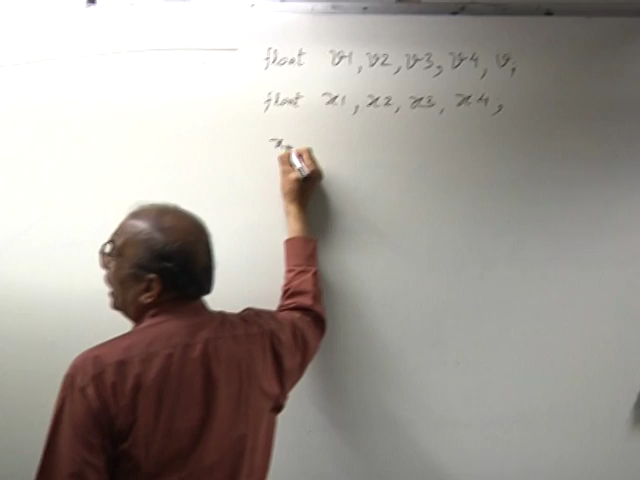 float v1, v2, v3, v4, v;
float x1, x2, x3, x4;
x